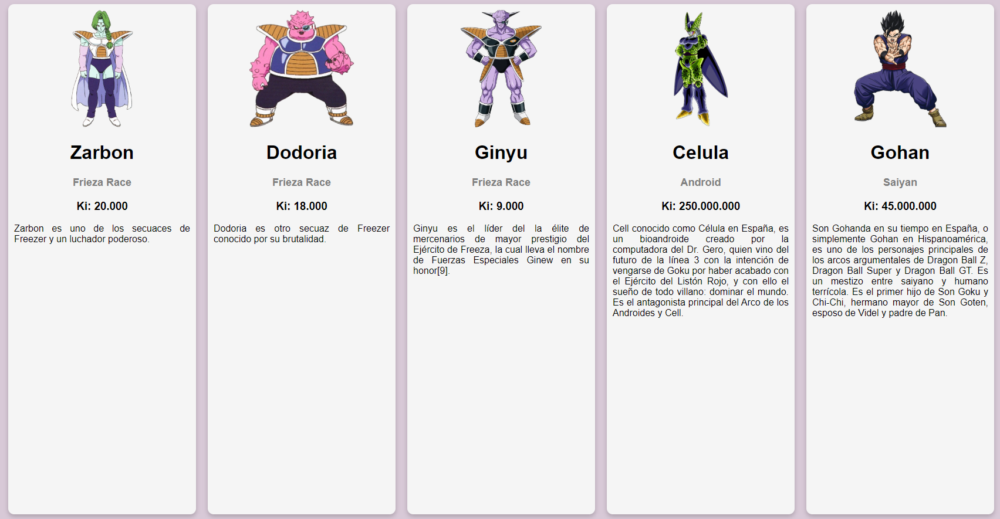 Zarbon
Frieza Race
Ki: 20.000
Zarbon es uno de los secuaces de
Freezer y un luchador poderoso.
Dodoria
Frieza Race
Ki: 18.000
Dodoria es otro secuaz de Freezer
conocido por su brutalidad.
Ginyu
Frieza Race
Ki: 9.000
Ginyu es el líder del la élite de
mercenarios de mayor prestigio del
Ejército de Freeza, la cual lleva el nombre
de Fuerzas Especiales Ginew en su
honor[9].
Celula
Android
Ki: 250.000.000
Cell conocido como Célula en España, es
un bioandroide creado por la
computadora del Dr. Gero, quien vino del
futuro de la línea 3 con la intención de
vengarse de Goku por haber acabado con
el Ejército del Listón Rojo, y con ello el
sueño de todo villano: dominar el mundo.
Es el antagonista principal del Arco de los
Androides y Cell.
Gohan
Saiyan
Ki: 45.000.000
Son Gohanda en su tiempo en España, o
simplemente Gohan en Hispanoamérica,
es uno de los personajes principales de
los arcos argumentales de Dragon Ball Z,
Dragon Ball Super y Dragon Ball GT. Es
un mestizo entre saiyano y humano
terrícola. Es el primer hijo de Son Goku y
Chi-Chi, hermano mayor de Son Goten,
esposo de Videl y padre de Pan.